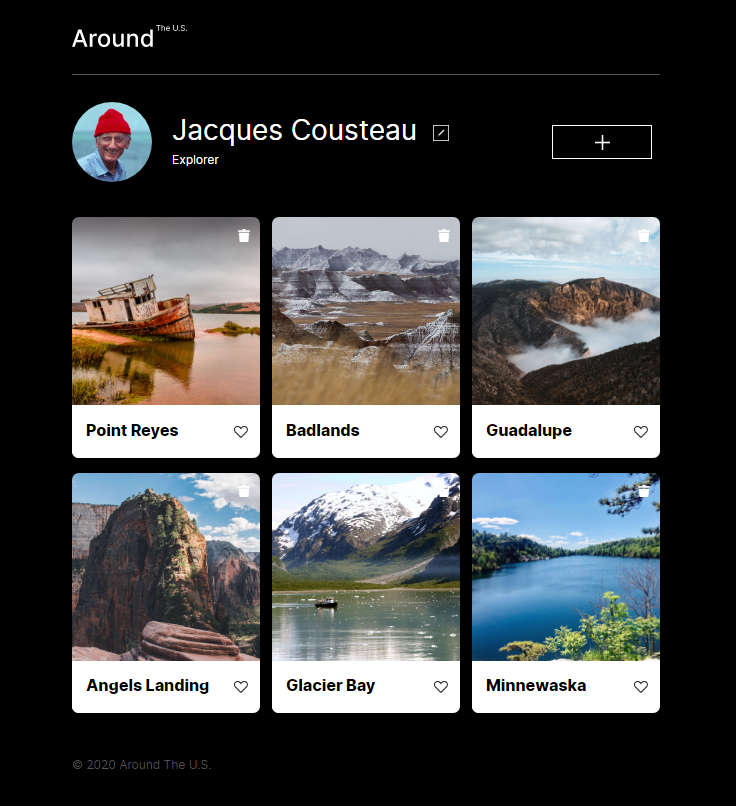 Around The U.S.
Jacques Cousteau
Explorer
Point Reyes
Badlands
Guadalupe
Angels Landing
Glacier Bay
Minnewaska
© 2020 Around The U.S.